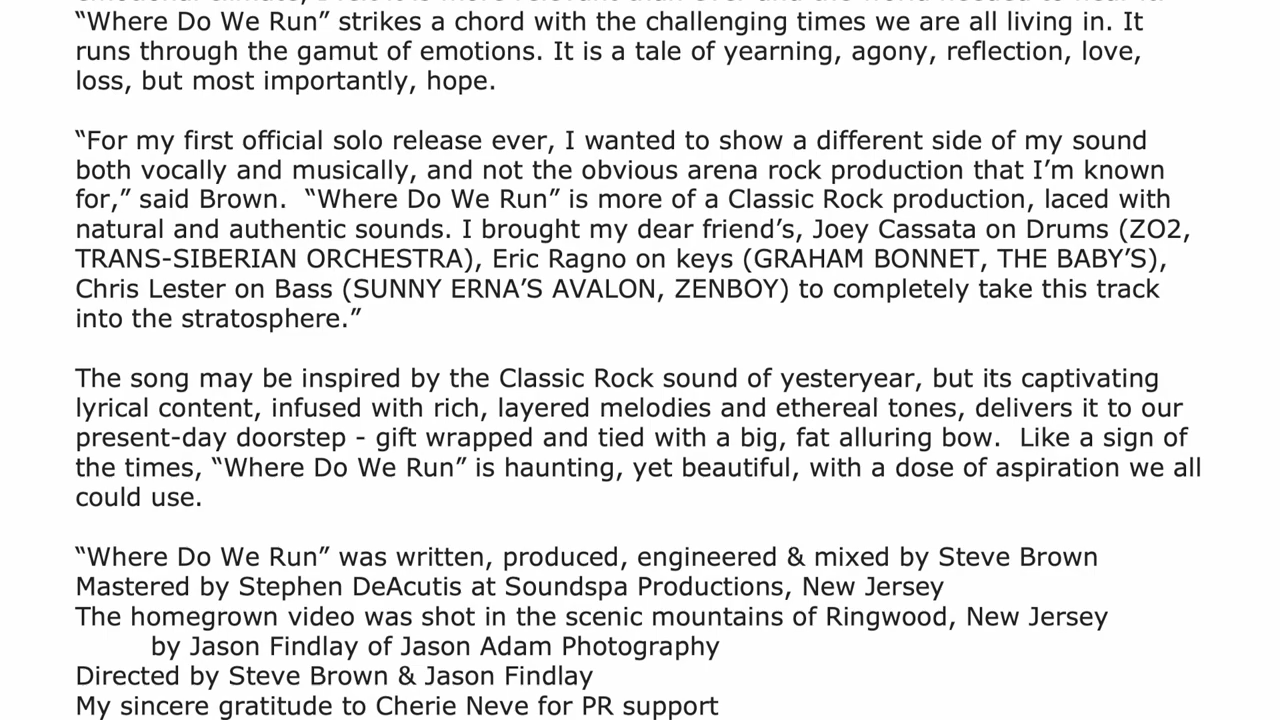 “Where Do We Run” strikes a chord with the challenging times we are all living in. It
runs through the gamut of emotions. It is a tale of yearning, agony, reflection, love,
loss, but most importantly, hope.
“For my first official solo release ever, I wanted to show a different side of my sound
both vocally and musically, and not the obvious arena rock production that I’m known
for,” said Brown.  “Where Do We Run” is more of a Classic Rock production, laced with
natural and authentic sounds. I brought my dear friend’s, Joey Cassata on Drums (ZO2,
TRANS-SIBERIAN ORCHESTRA), Eric Ragno on keys (GRAHAM BONNET, THE BABY’S),
Chris Lester on Bass (SUNNY ERNA’S AVALON, ZENBOY) to completely take this track
into the stratosphere.”
The song may be inspired by the Classic Rock sound of yesteryear, but its captivating
lyrical content, infused with rich, layered melodies and ethereal tones, delivers it to our
present-day doorstep - gift wrapped and tied with a big, fat alluring bow.  Like a sign of
the times, “Where Do We Run” is haunting, yet beautiful, with a dose of aspiration we all
could use.
“Where Do We Run” was written, produced, engineered & mixed by Steve Brown
Mastered by Stephen DeAcutis at Soundspa Productions, New Jersey
The homegrown video was shot in the scenic mountains of Ringwood, New Jersey
by Jason Findlay of Jason Adam Photography
Directed by Steve Brown & Jason Findlay
My sincere gratitude to Cherie Neve for PR support